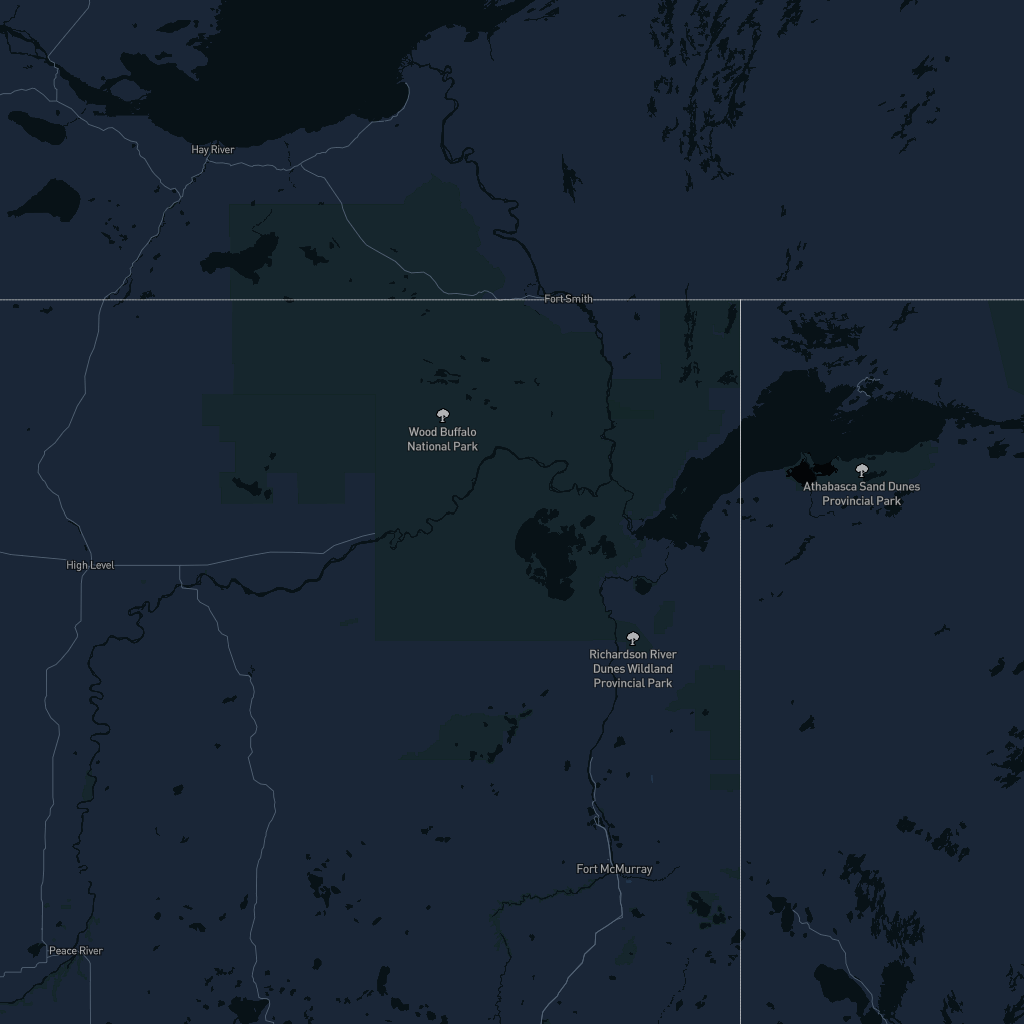 Hay River
Fort Smith
Wood Buffalo
National Park
Athabasca Sand Dunes
Provincial Park
High Level
Richardson River
Dunes Wildland
Provincial Park
Fort McMurray
Peace River